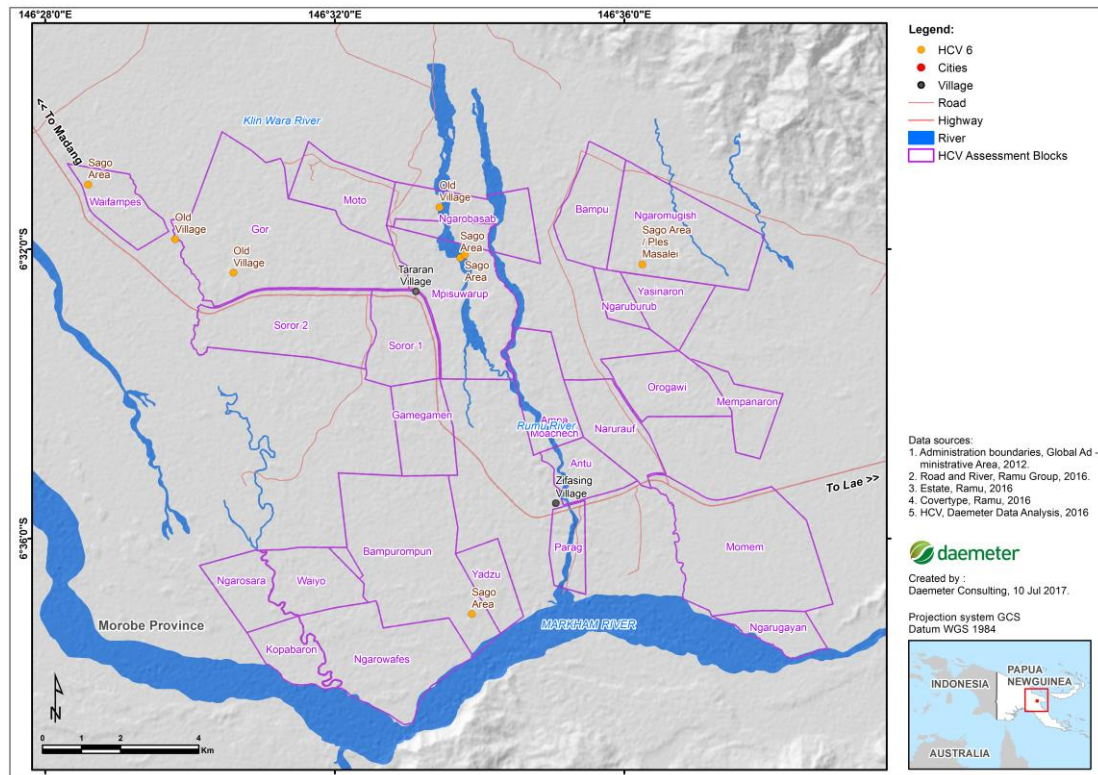 146°28'0"E
146°32'0"E
146°36'0"E
6°32'0"S
6°36'0"S
<< To Madang
Klin Wara River
Sago
Area
Waifampes
Old
Village
Gor
Old
Village
Moto
Old
Village
Ngarobasab
Sago
Area
Sago
Area
Tararan
Village
Mpisuwarup
Bampu
Ngaromugish
Sago Area
/ Ples
Masalei
Yasinaron
Ngaruburub
Soror 2
Soror 1
Gamegamen
Orogawi
Mempanaron
Ampa
Rumu River
Moachech
Narurauf
Antu
Zifasing
Village
To Lae >>
Parag
Momem
Bampurompun
Yadzu
Sago
Area
Ngarosara
Waiyo
Morobe Province
Kopabaron
Ngarowafes
MARKHAM RIVER
Ngarugayan
N
0 1 2 4
Km
Legend:
HCV 6
Cities
Village
Road
Highway
River
HCV Assessment Blocks
Data sources:
1. Administration boundaries, Global Ad -
ministrative Area, 2012.
2. Road and River, Ramu Group, 2016.
3. Estate, Ramu, 2016
4. Covertype, Ramu, 2016
5. HCV, Daemeter Data Analysis, 2016
daemeter
Created by :
Daemeter Consulting, 10 Jul 2017.
Projection system GCS
Datum WGS 1984
INDONESIA
PAPUA
NEWGUINEA
AUSTRALIA